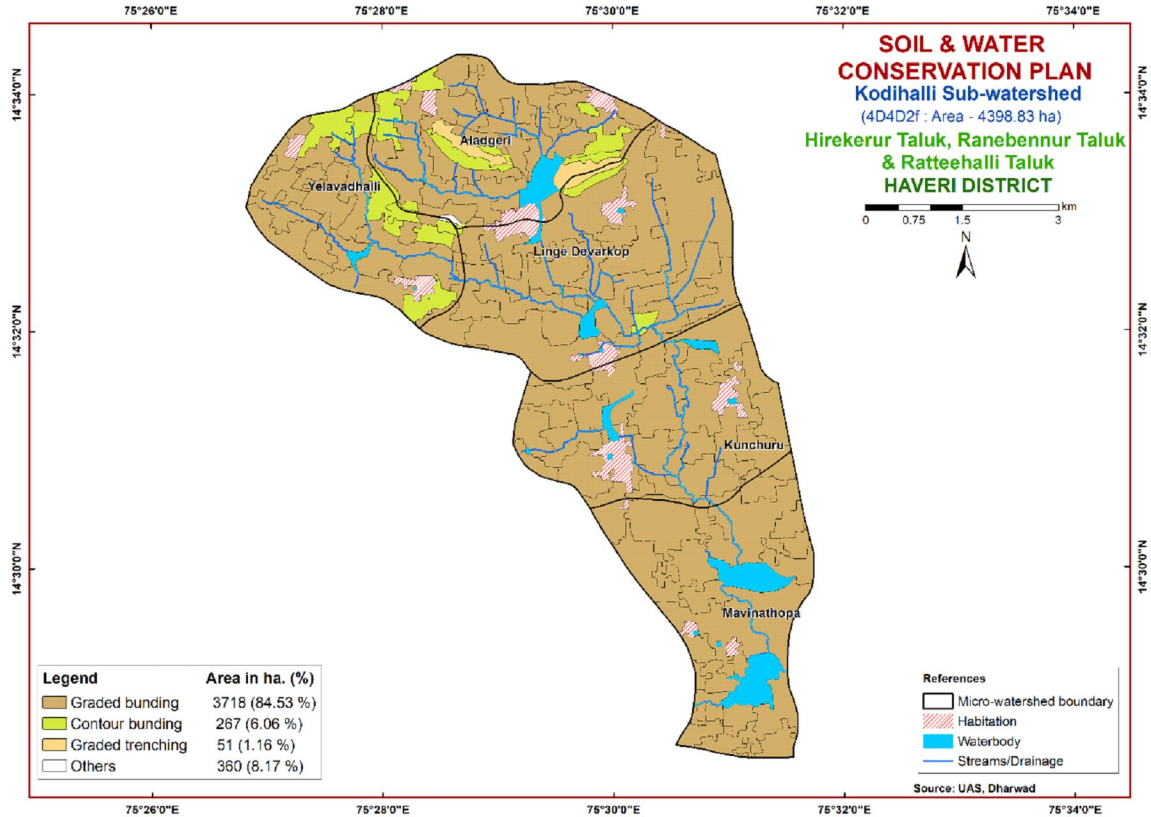 75°26'0"E 75°28'0"E 75°30'0"E 75°32'0"E 75°34'0"E
SOIL & WATER
CONSERVATION PLAN
Kodihalli Sub-watershed
(4D4D2f : Area - 4398.83 ha)
Hirekerur Taluk, Ranebennur Taluk
& Ratteehalli Taluk
HAVERI DISTRICT
0 0.75 1.5 3 km
N
14°34'0"N 14°34'0"N
Aladgeri
Yelavadhalli
Linge Devarkop
14°32'0"N 14°32'0"N
Kunchuru
14°30'0"N 14°30'0"N
Mavinathopa
Legend Area in ha. (%)
Graded bunding 3718 (84.53 %)
Contour bunding 267 (6.06 %)
Graded trenching 51 (1.16 %)
Others 360 (8.17 %)
References
Micro-watershed boundary
Habitation
Waterbody
Streams/Drainage
Source: UAS, Dharwad
75°26'0"E 75°28'0"E 75°30'0"E 75°32'0"E 75°34'0"E